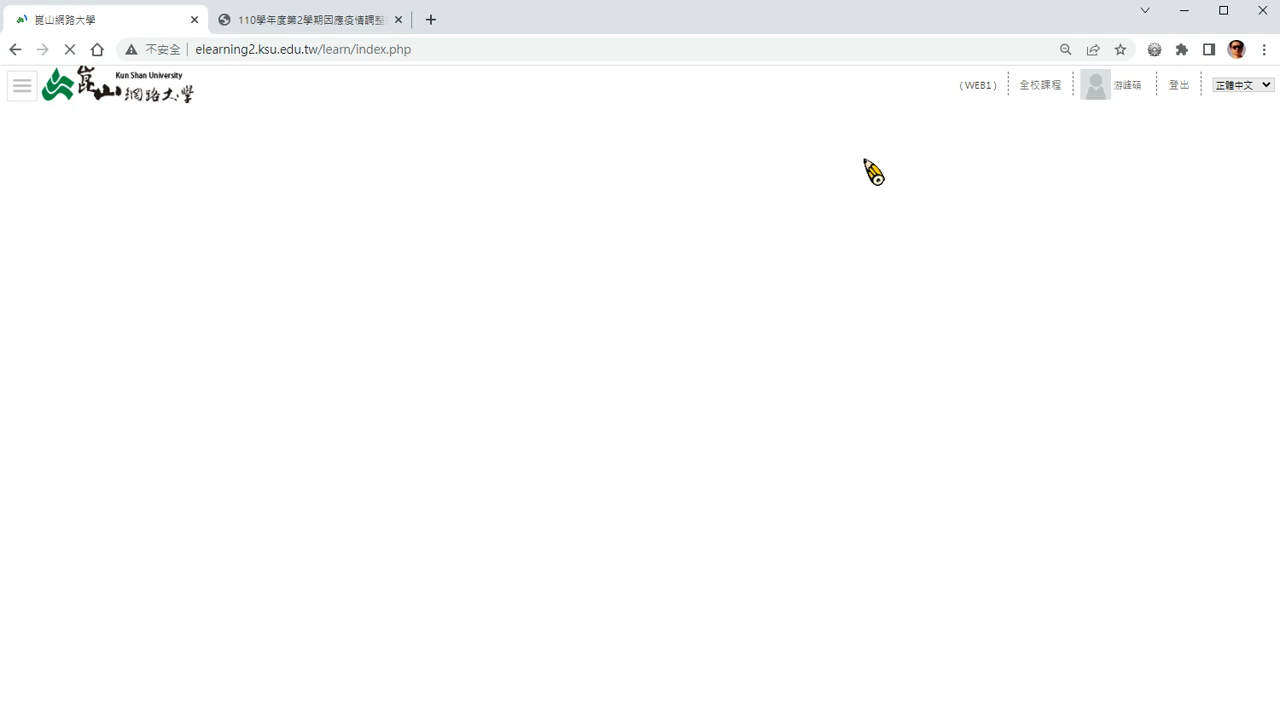 崑山網路大學
110學年度第2學期因應疫情調整
不安全
elearning2.ksu.edu.tw/learn/index.php
Kun Shan University
崑山網路大學
(WEB1)
全校課程
游峰碩
登出
正體中文